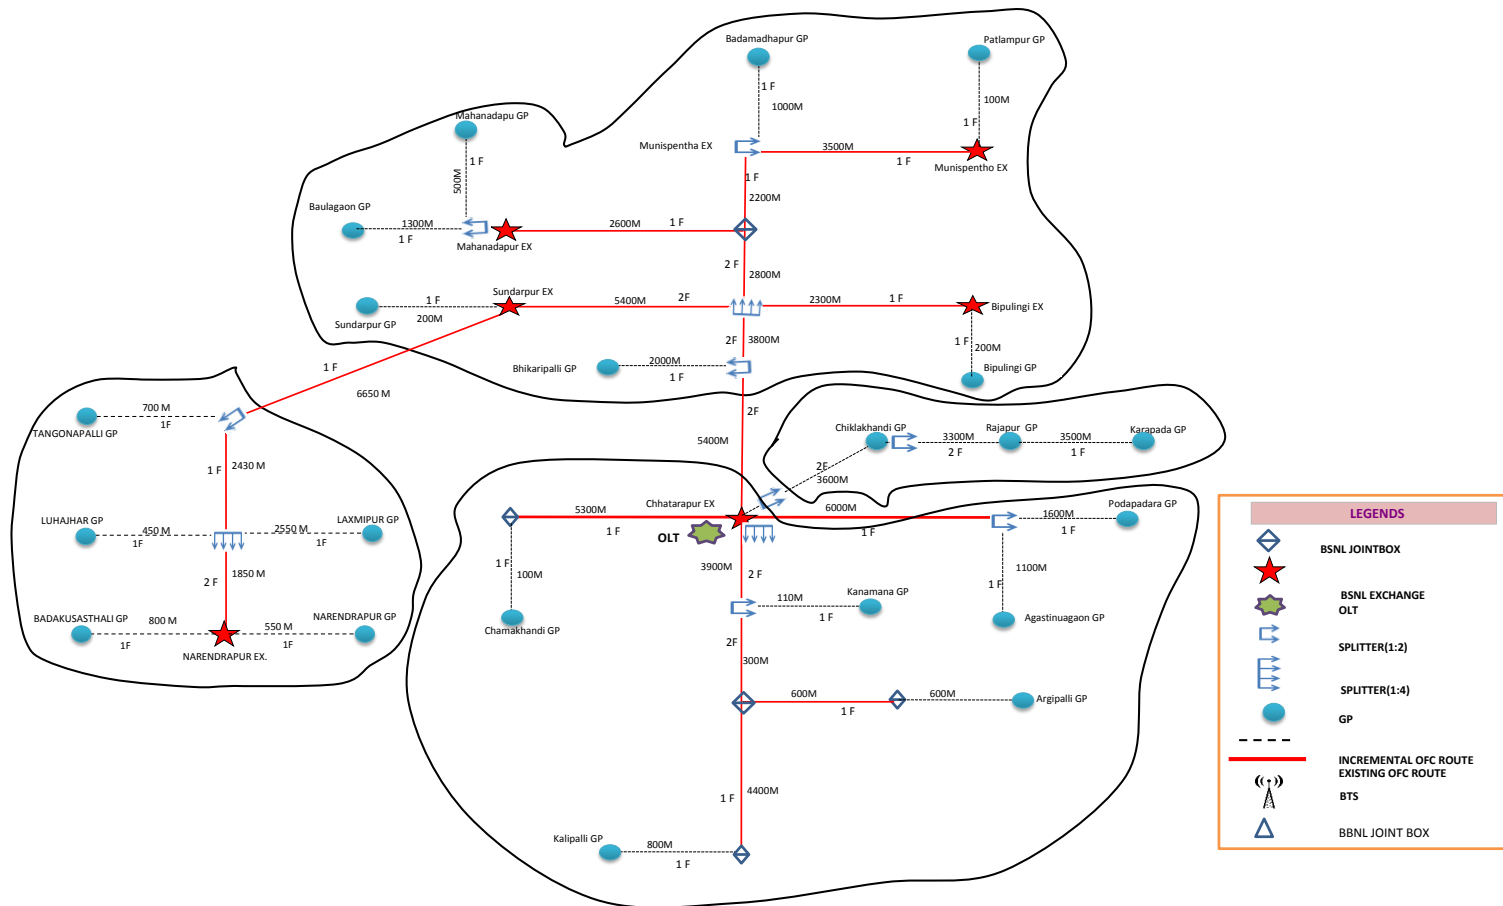 Badamadhapur GP
Patlampur GP
1 F
1000M
100M
1 F
Mahanadapu GP
1 F
500M
Munispentha EX
3500M
1 F
Munispentho EX
1 F
2200M
Baulagaon GP
1300M
1 F
Mahanadapur EX
2600M
1 F
2 F
2800M
Sundarpur EX
1 F
200M
Sundarpur GP
5400M
2F
2300M
1 F
Bipulingi EX
1 F
200M
Bipulingi GP
2F
3800M
Bhikaripalli GP
2000M
1 F
1 F
6650 M
2F
5400M
TANGONAPALLI GP
700 M
1F
1 F
2430 M
LUHAJHAR GP
450 M
1F
2550 M
1F
LAXMIPUR GP
2 F
1850 M
BADAKUSASTHALI GP
800 M
1F
550 M
1F
NARENDRAPUR GP
NARENDRAPUR EX.
Chiklakhandi GP
3300M
2 F
Rajapur GP
3500M
1 F
Karapada GP
2F
3600M
Chhatarapur EX
OLT
5300M
1 F
6000M
1 F
1 F
100M
Chamakhandi GP
Podapadara GP
1600M
1 F
1100M
1 F
Agastinuagaon GP
3900M
2 F
110M
1 F
Kanamana GP
2F
300M
600M
1 F
600M
Argipalli GP
1 F
4400M
Kalipalli GP
800M
1 F
LEGENDS
BSNL JOINTBOX
BSNL EXCHANGE
OLT
SPLITTER(1:2)
SPLITTER(1:4)
GP
INCREMENTAL OFC ROUTE
EXISTING OFC ROUTE
BTS
BBNL JOINT BOX